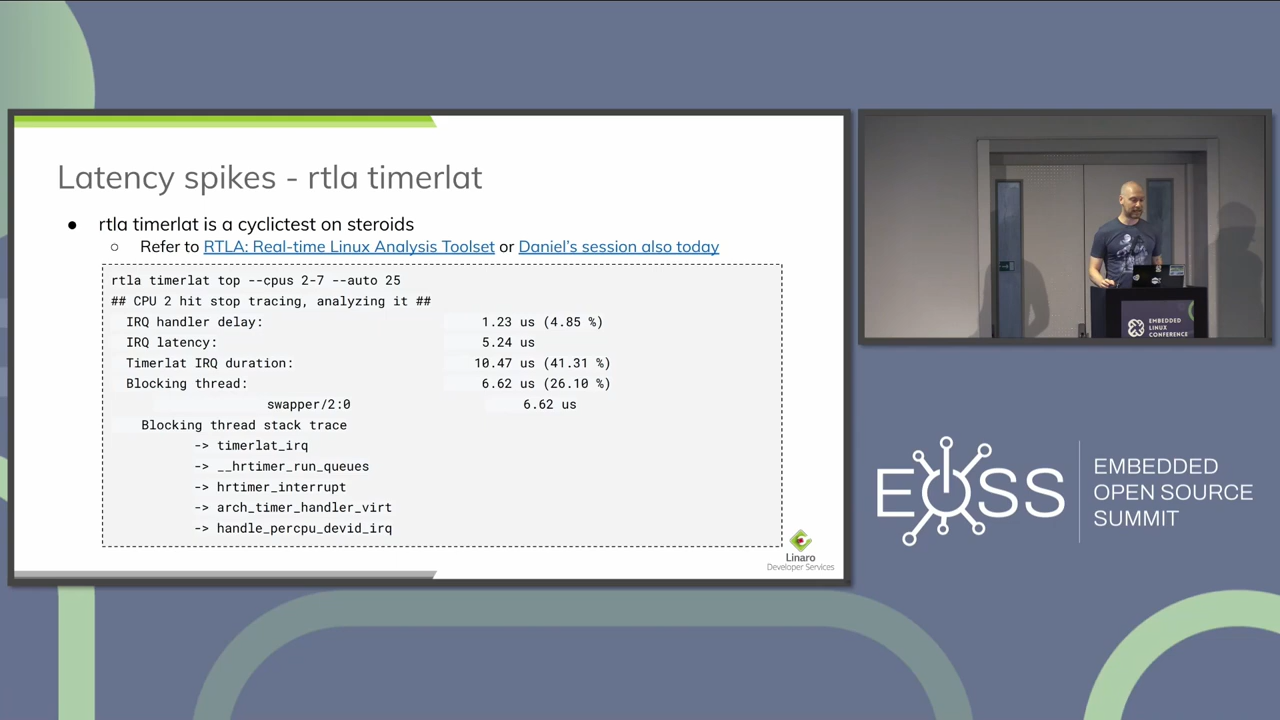 Latency spikes - rtla timerlat
● rtla timerlat is a cyclictest on steroids
○ Refer to RTLA: Real-time Linux Analysis Toolset or Daniel's session also today
rtla timerlat top --cpus 2-7 --auto 25
## CPU 2 hit stop tracing, analyzing it ##
IRQ handler delay: 1.23 us (4.85 %)
IRQ latency: 5.24 us
Timerlat IRQ duration: 10.47 us (41.31 %)
Blocking thread: 6.62 us (26.10 %)
swapper/2:0 6.62 us
Blocking thread stack trace
-> timerlat_irq
-> __hrtimer_run_queues
-> hrtimer_interrupt
-> arch_timer_handler_virt
-> handle_percpu_devid_irq
Linaro
Developer Services
EMBEDDED
LINUX
CONFERENCE
EOSS
EMBEDDED
OPEN SOURCE
SUMMIT